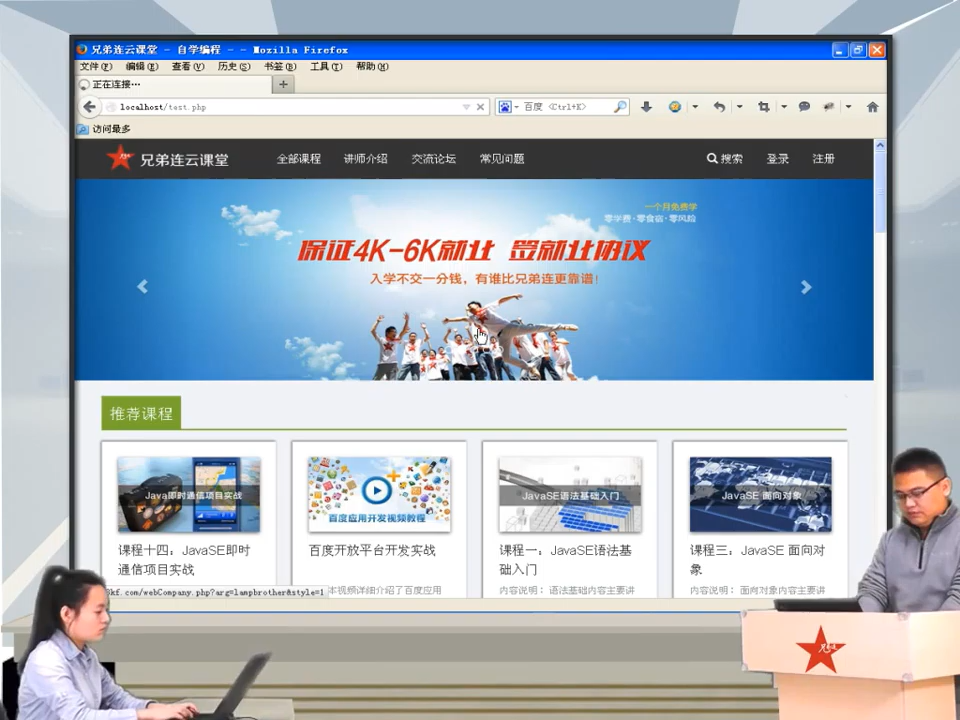 兄弟连云课堂 - 自学编程 - - Mozilla Firefox
文件(F) 编辑(E) 查看(V) 历史(S) 书签(B) 工具(T) 帮助(H)
正在连接…
localhost/test.php
百度 <Ctrl+K>
访问最多
兄弟连云课堂 全部课程 讲师介绍 交流论坛 常见问题 搜索 登录 注册
一个月免费学
零学费·零食宿·零风险
保证4K-6K就业 签就业协议
入学不交一分钱，有谁比兄弟连更靠谱!
推荐课程
Java即时通信项目实战
百度应用开发视频教程
JavaSE语法基础入门
JavaSE 面向对象
课程十四：JavaSE即时通信项目实战
百度开放平台开发实战
课程一：JavaSE语法基础入门
课程三：JavaSE 面向对象
kf.com/webCompany.php?arg=lampbrother&style=1
本视频详细介绍了百度应用
内容说明： 语法基础内容主要讲
内容说明： 面向对象内容主要讲